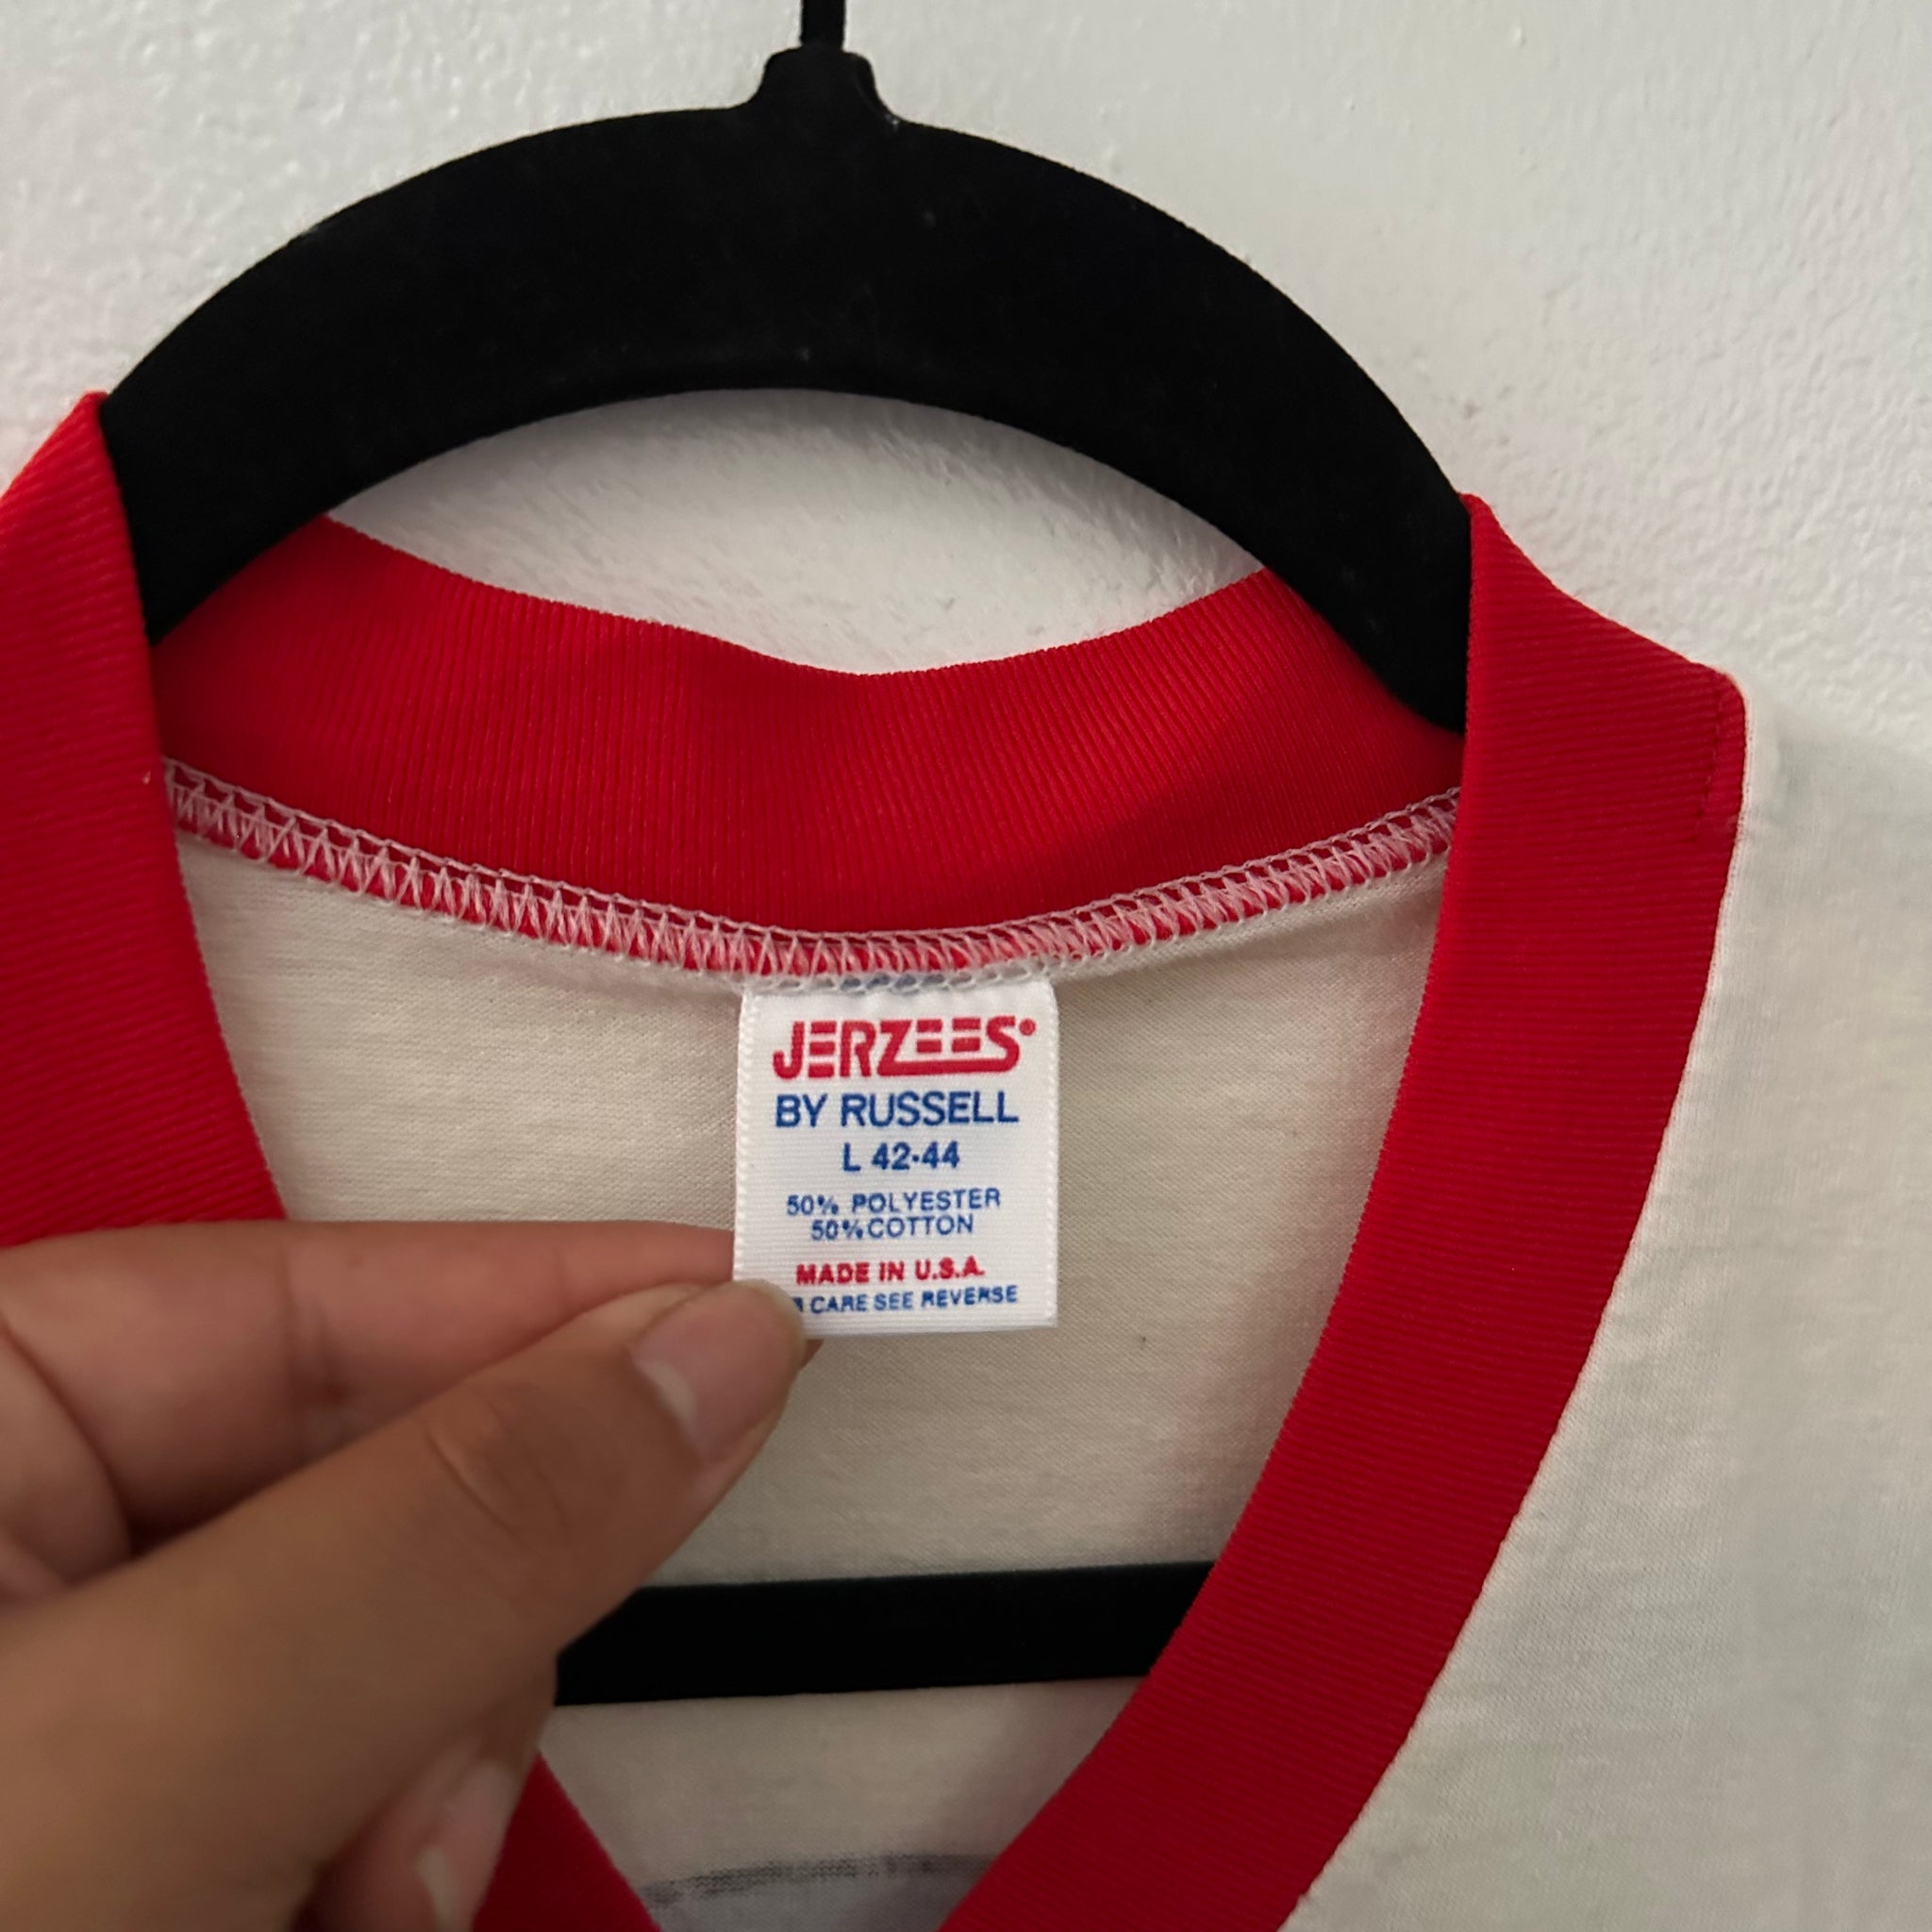 JERZEES®
BY RUSSELL
L 42-44
50% POLYESTER
50% COTTON
MADE IN U.S.A.
CARE SEE REVERSE